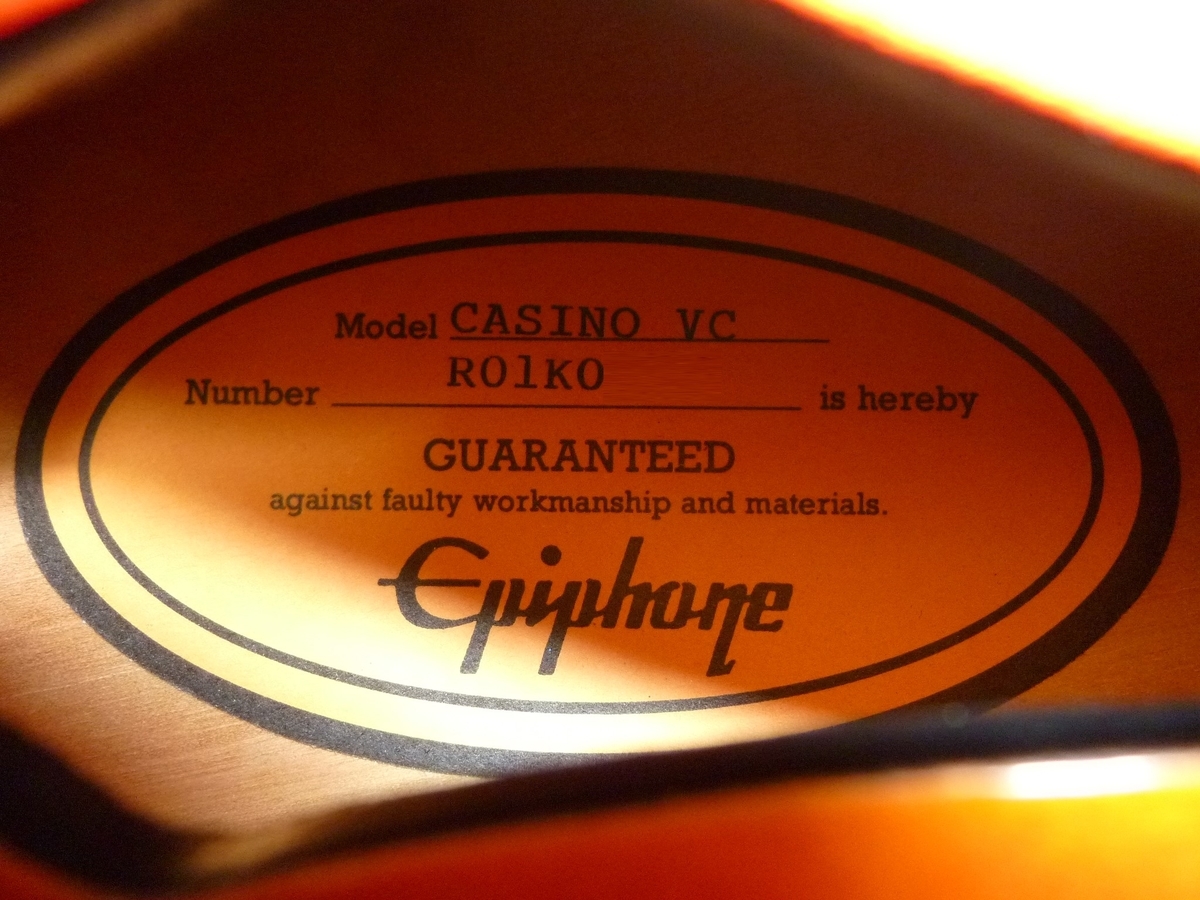 Model CASINO VC
Number R01K0 is hereby
GUARANTEED
against faulty workmanship and materials.
Epiphone